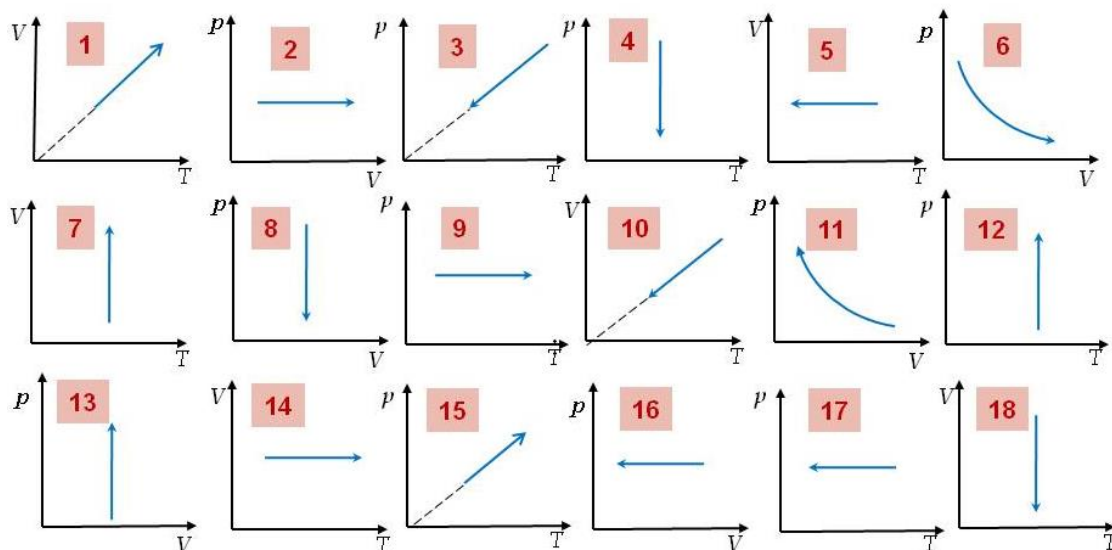 V 1 T
p 2 V
p 3 T
p 4 T
V 5 T
p 6 V
V 7 T
p 8 V
p 9 T
V 10 T
p 11 V
p 12 T
p 13 V
V 14 T
p 15 T
p 16 V
p 17 T
V 18 T